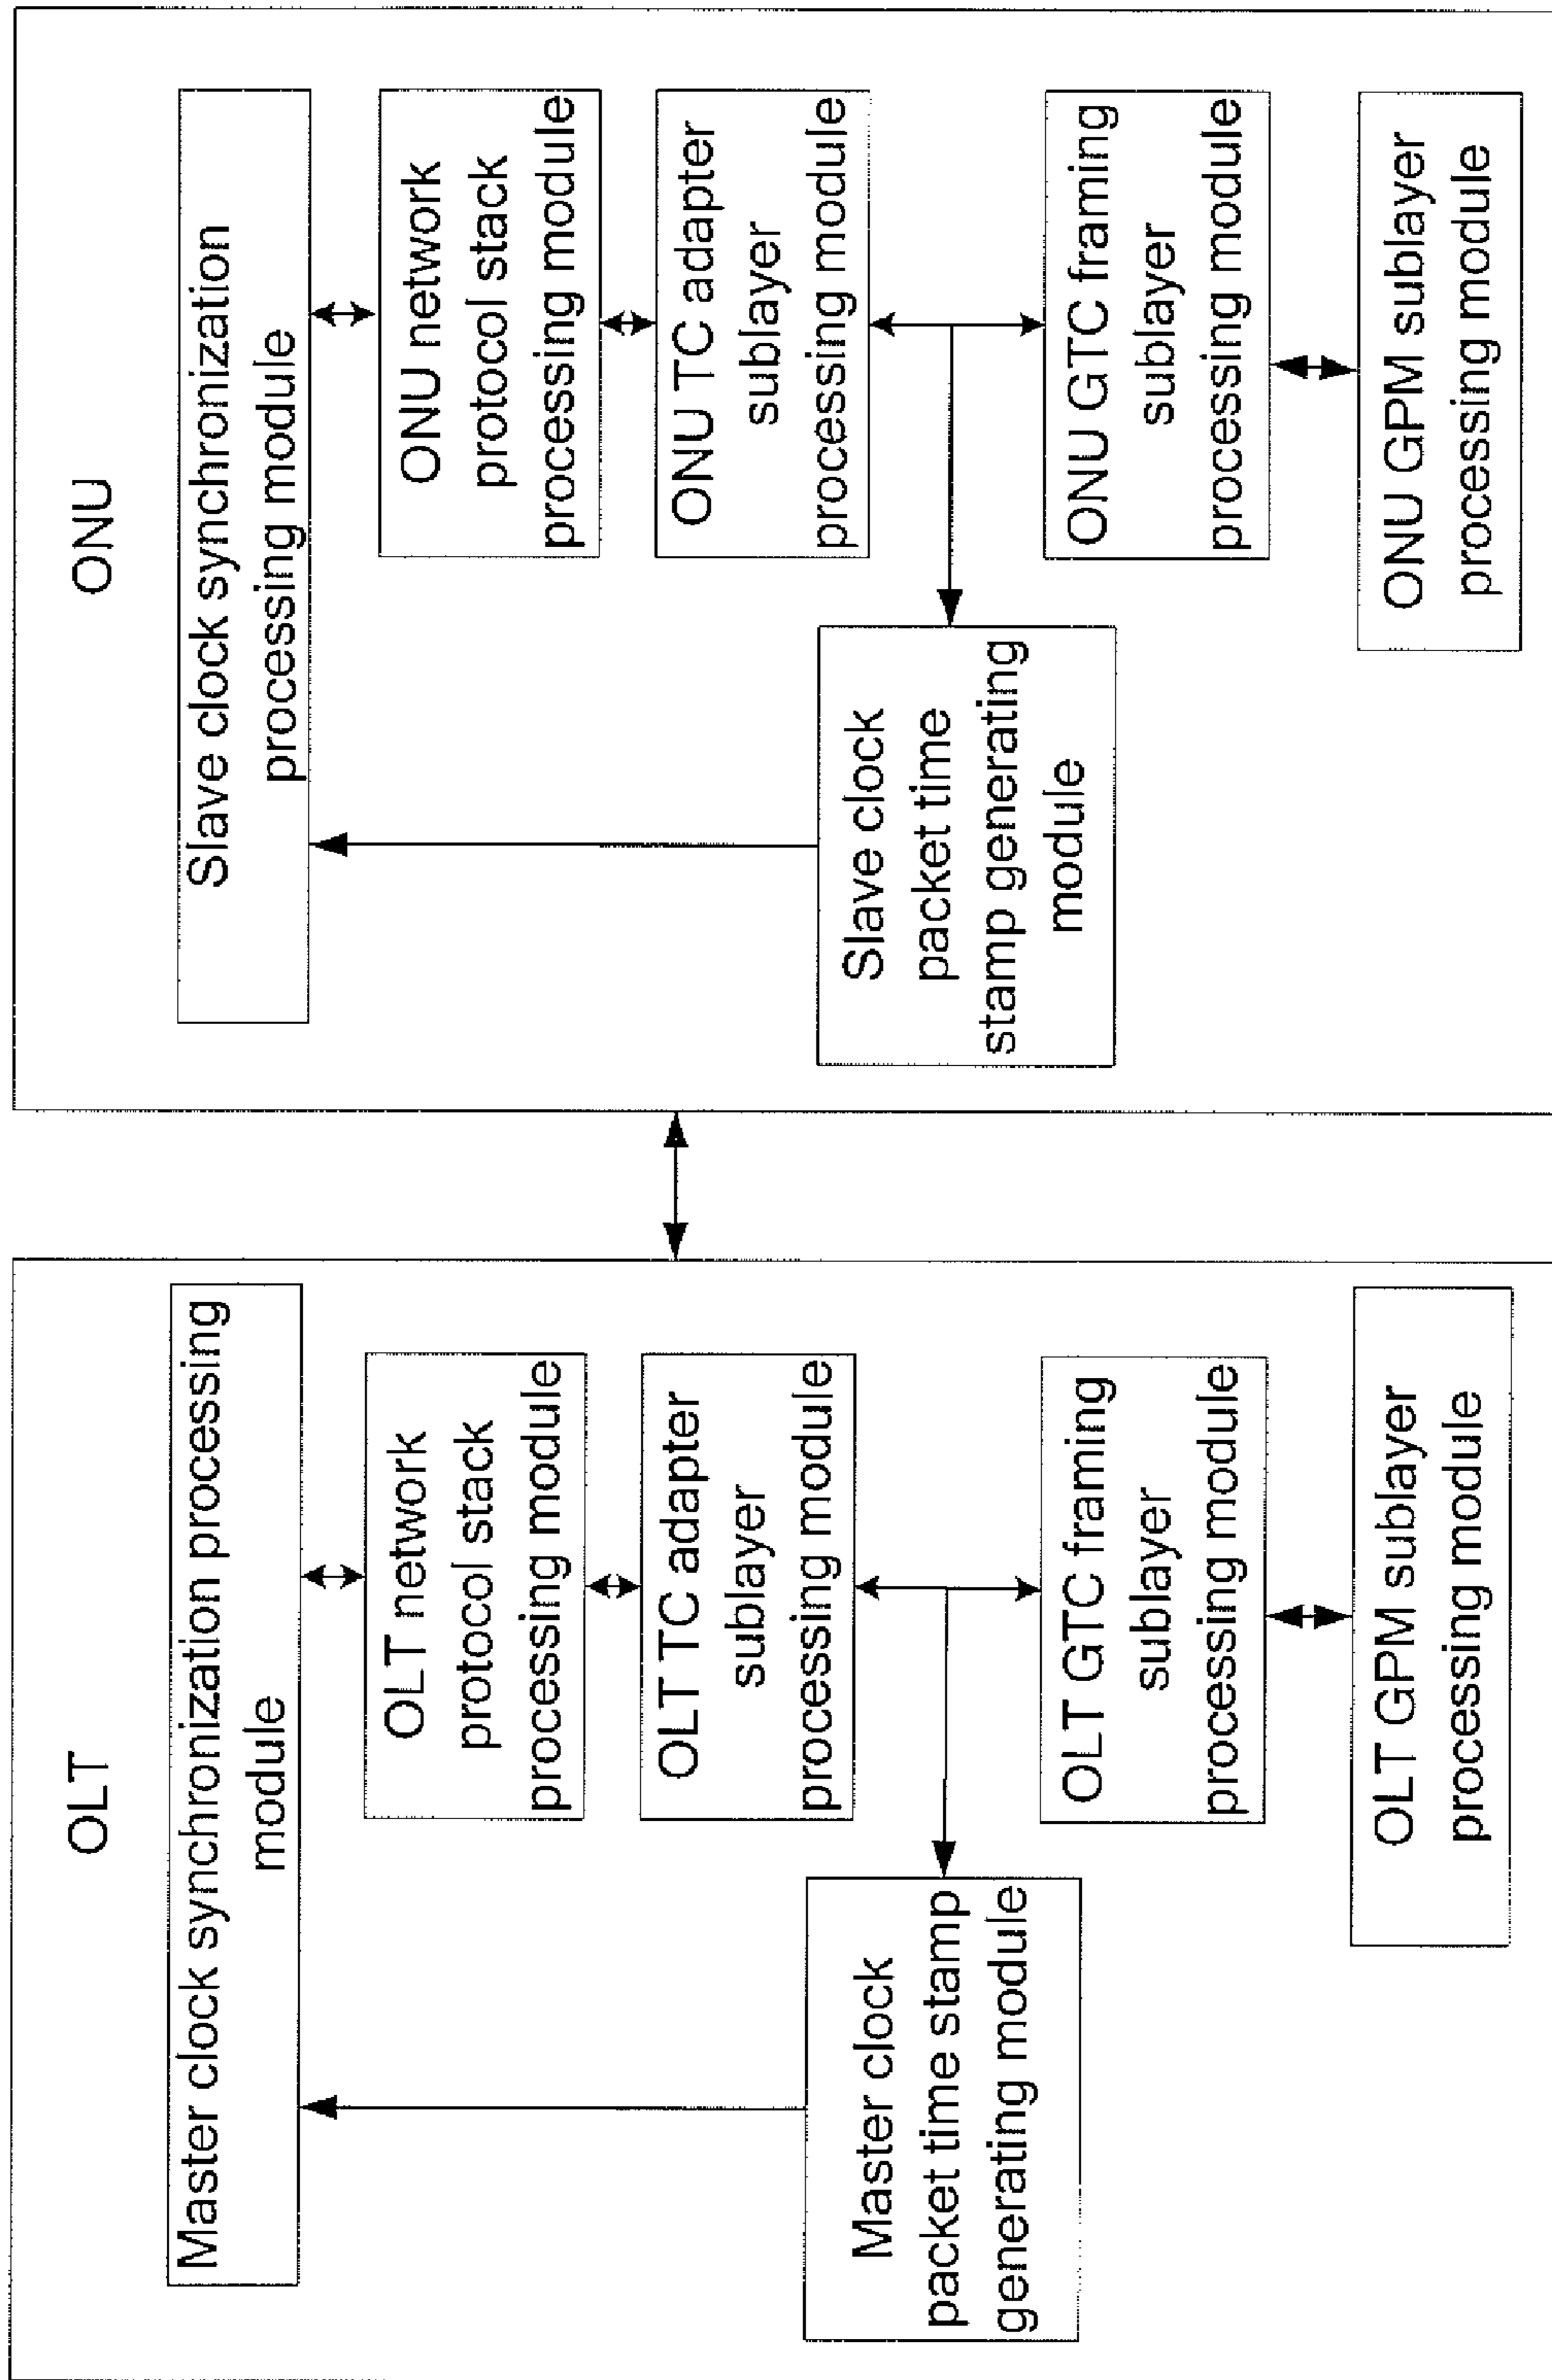 OLT
Master clock synchronization processing
module
OLT network
protocol stack
processing module
OLT TC adapter
sublayer
processing module
Master clock
packet time stamp
generating module
OLT GTC framing
sublayer
processing module
OLT GPM sublayer
processing module
ONU
Slave clock synchronization
processing module
ONU network
protocol stack
processing module
ONU TC adapter
sublayer
processing module
Slave clock
packet time
stamp generating
module
ONU GTC framing
sublayer
processing module
ONU GPM sublayer
processing module